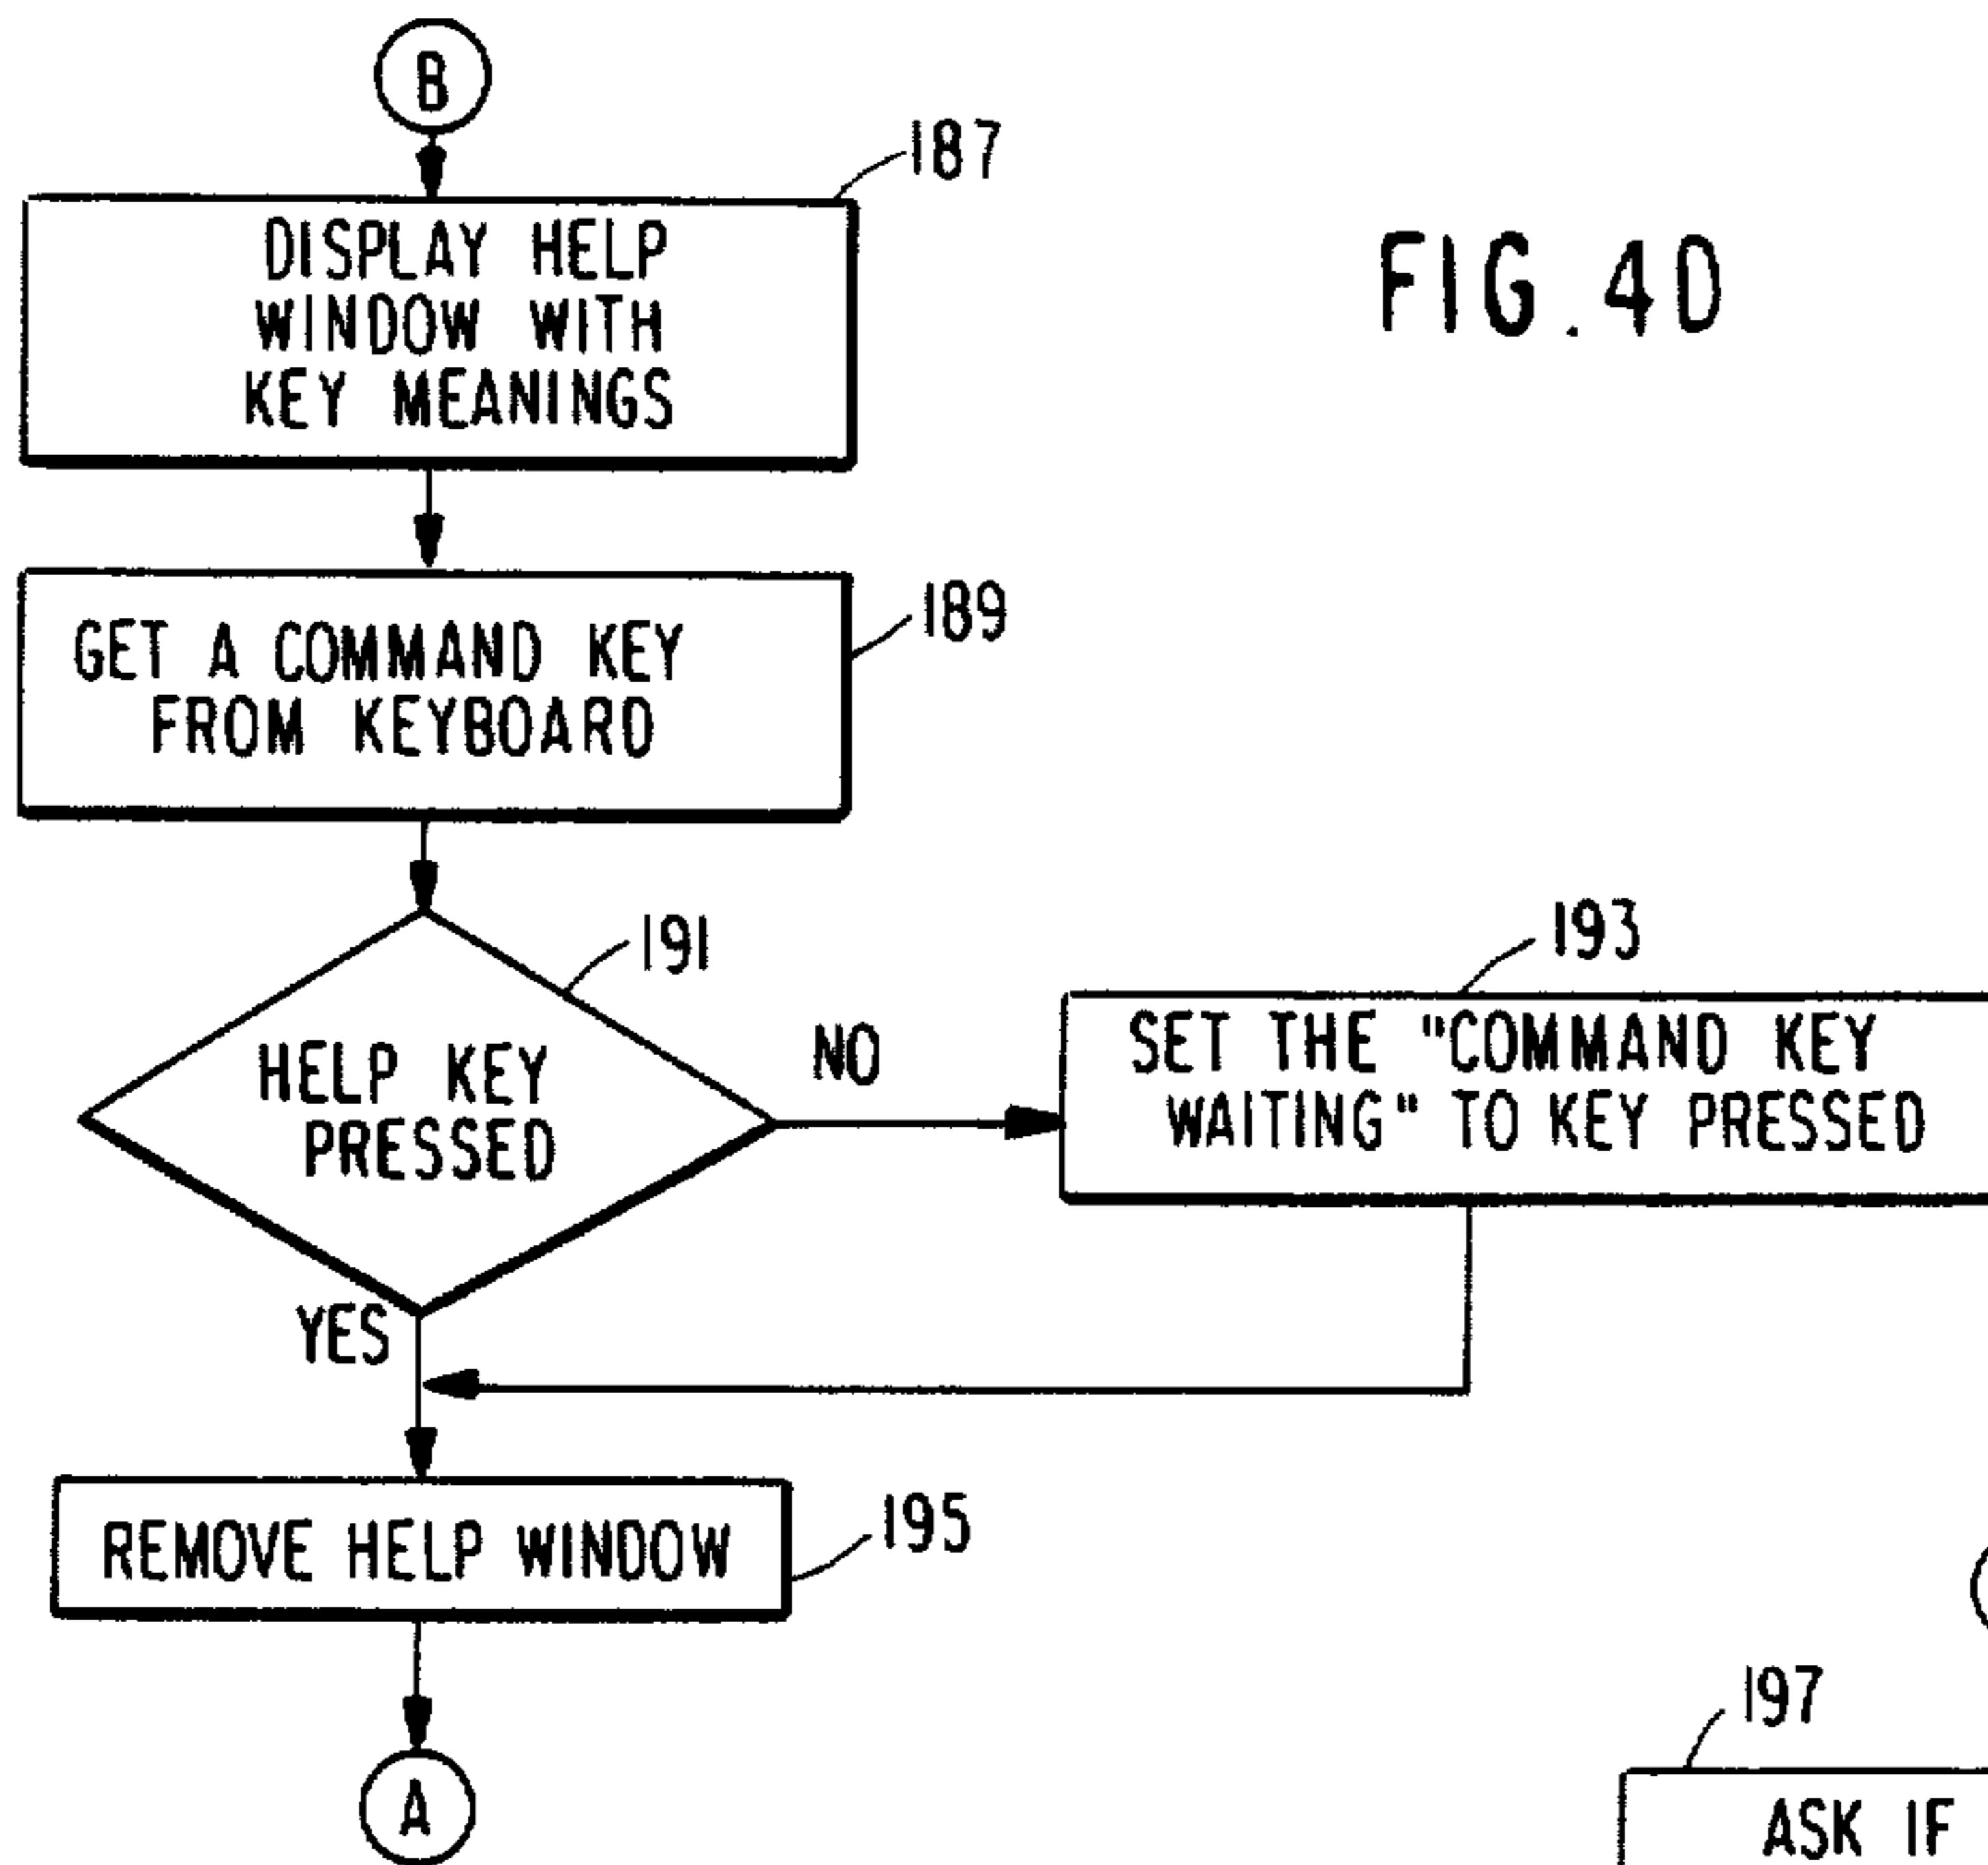 B
187
DISPLAY HELP
WINDOW WITH
KEY MEANINGS
FIG.4D
189
GET A COMMAND KEY
FROM KEYBOARD
191
HELP KEY
PRESSED
NO
193
SET THE "COMMAND KEY
WAITING" TO KEY PRESSED
YES
195
REMOVE HELP WINDOW
A
197
ASK IF